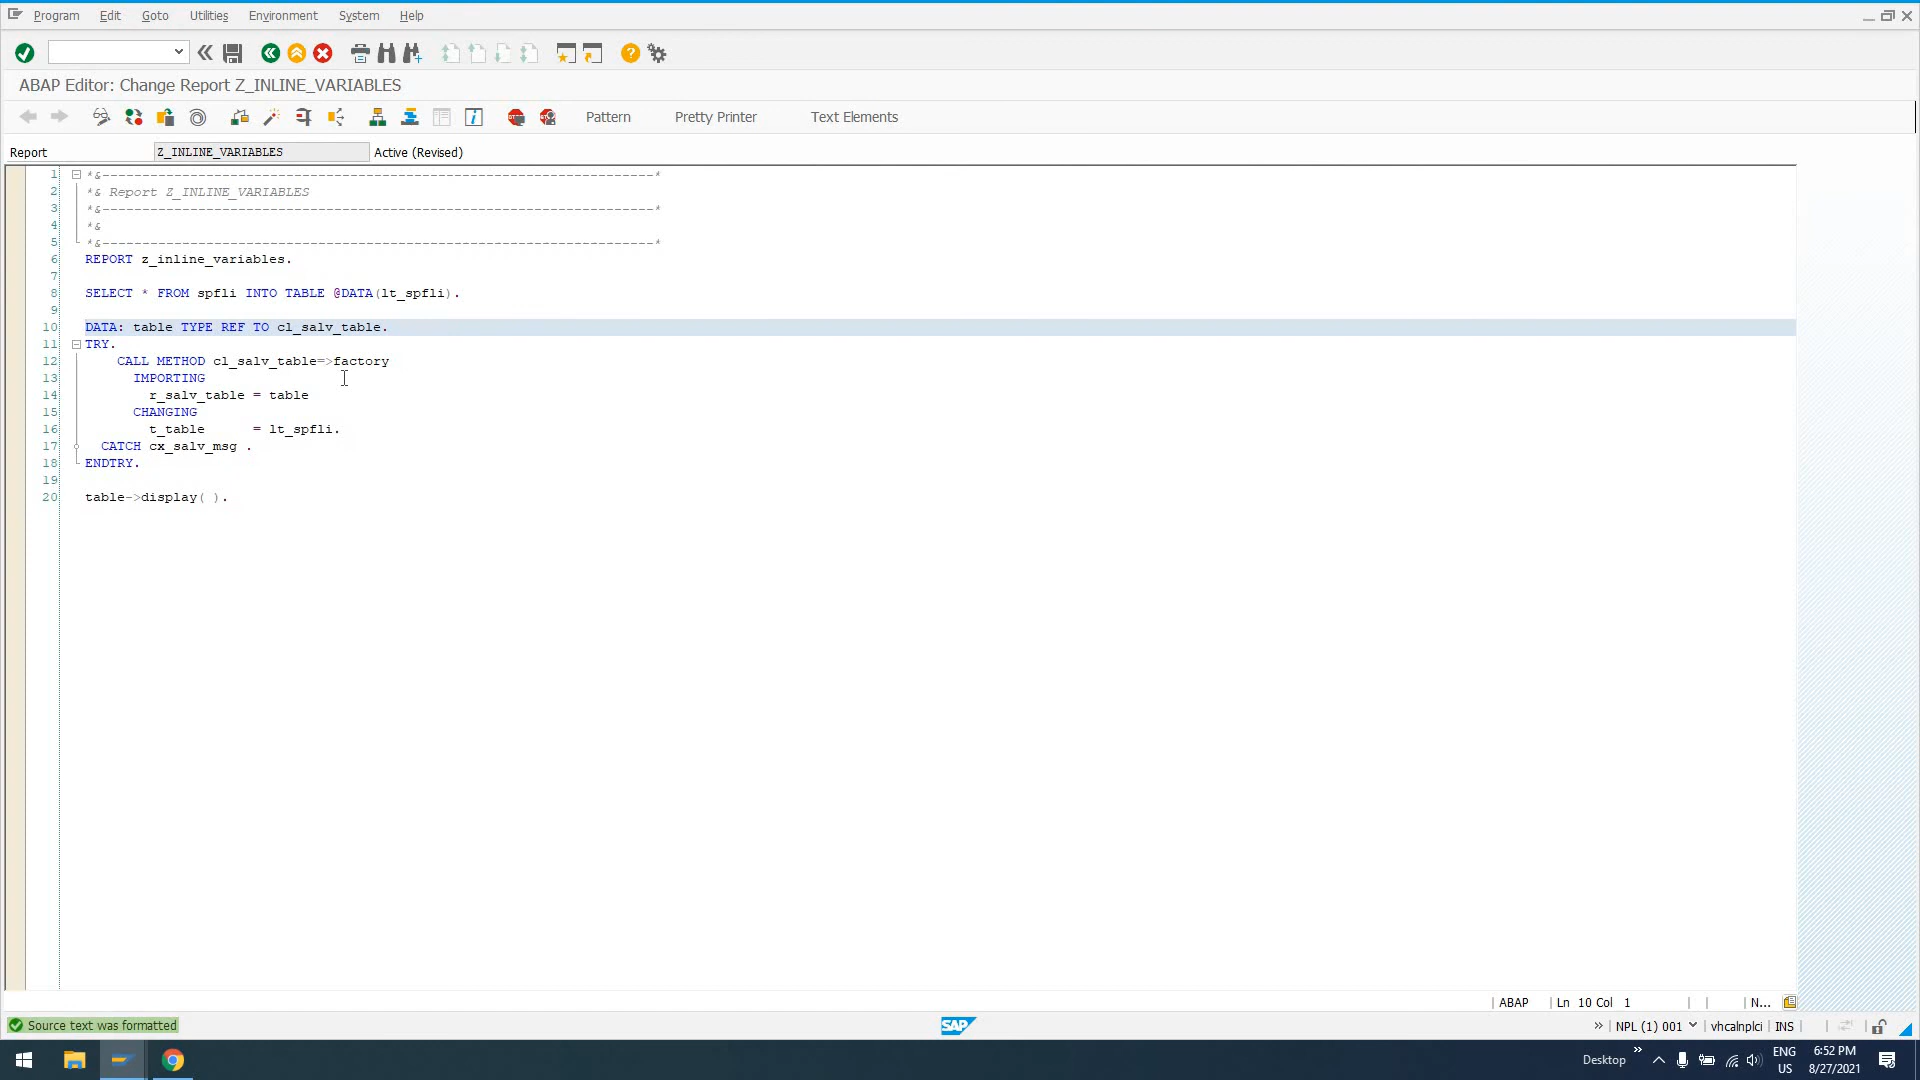 Program Edit Goto Utilities Environment System Help
ABAP Editor: Change Report Z_INLINE_VARIABLES
Pattern Pretty Printer Text Elements
Report Z_INLINE_VARIABLES Active (Revised)
1 *&---------------------------------------------------------------------*
2 *& Report Z_INLINE_VARIABLES
3 *&---------------------------------------------------------------------*
4 *&
5 *&---------------------------------------------------------------------*
6 REPORT z_inline_variables.
7
8 SELECT * FROM spfli INTO TABLE @DATA(lt_spfli).
9
10 DATA: table TYPE REF TO cl_salv_table.
11 TRY.
12 CALL METHOD cl_salv_table=>factory
13 IMPORTING
14 r_salv_table = table
15 CHANGING
16 t_table = lt_spfli.
17 CATCH cx_salv_msg .
18 ENDTRY.
19
20 table->display( ).
ABAP Ln 10 Col 1 N...
Source text was formatted SAP » NPL (1) 001 vhcalnplci INS
Desktop » ENG US 6:52 PM 8/27/2021